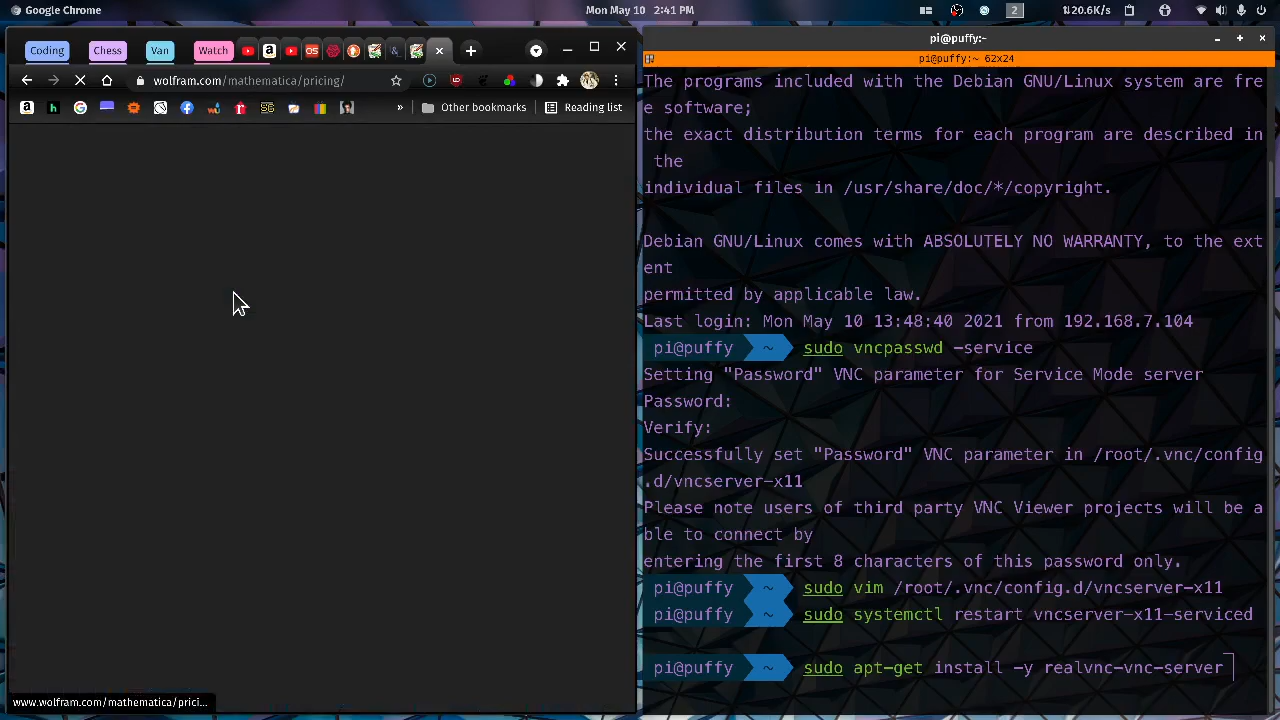 Google Chrome
Mon May 10 2:41 PM
2
20.6K/s
Coding Chess Van Watch
wolfram.com/mathematica/pricing/
Other bookmarks Reading list
www.wolfram.com/mathematica/prici...
pi@puffy:~
pi@puffy:~ 62x24
The programs included with the Debian GNU/Linux system are fre
e software;
the exact distribution terms for each program are described in
the
individual files in /usr/share/doc/*/copyright.
Debian GNU/Linux comes with ABSOLUTELY NO WARRANTY, to the ext
ent
permitted by applicable law.
Last login: Mon May 10 13:48:40 2021 from 192.168.7.104
pi@puffy ~ sudo vncpasswd -service
Setting "Password" VNC parameter for Service Mode server
Password:
Verify:
Successfully set "Password" VNC parameter in /root/.vnc/config
.d/vncserver-x11
Please note users of third party VNC Viewer projects will be a
ble to connect by
entering the first 8 characters of this password only.
pi@puffy ~ sudo vim /root/.vnc/config.d/vncserver-x11
pi@puffy ~ sudo systemctl restart vncserver-x11-serviced
pi@puffy ~ sudo apt-get install -y realvnc-vnc-server